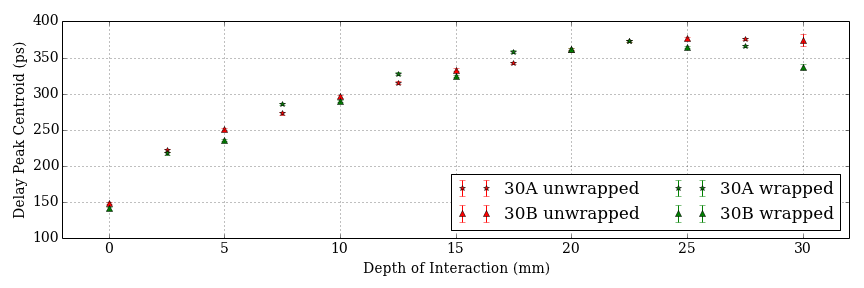 400
350
300
250
200
150
100
Delay Peak Centroid (ps)
30A unwrapped 30A wrapped
30B unwrapped 30B wrapped
0 5 10 15 20 25 30
Depth of Interaction (mm)